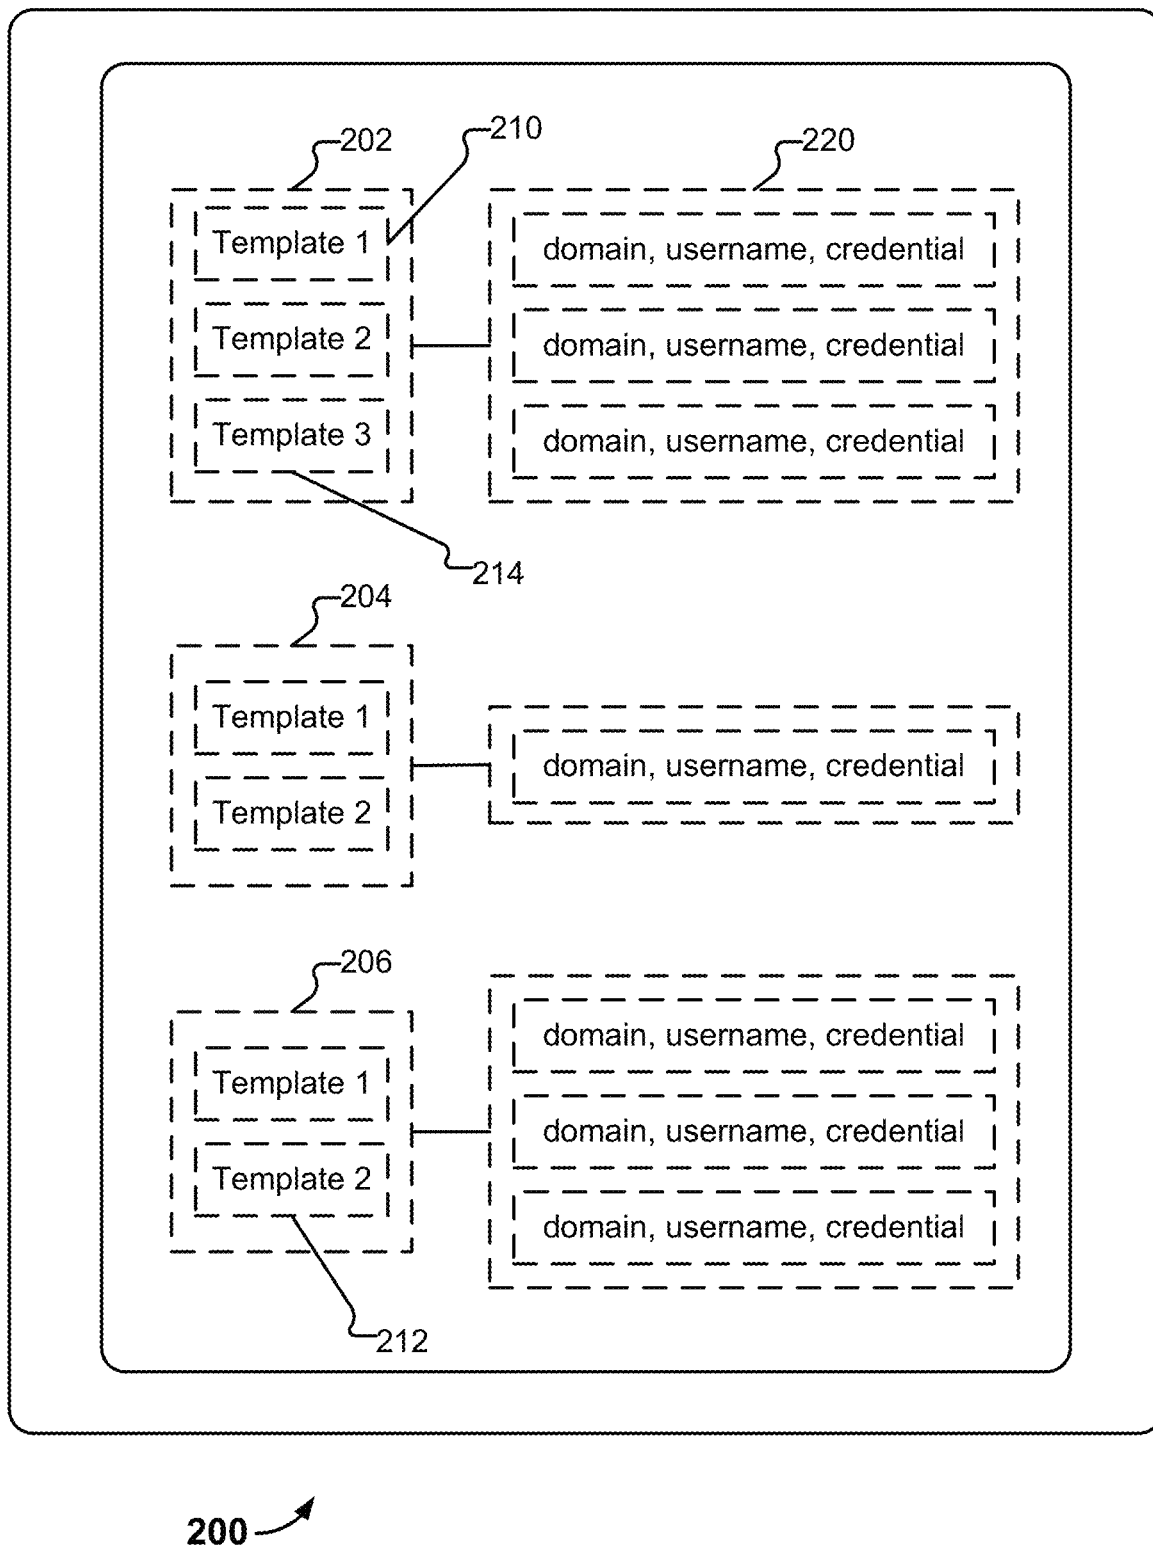 202
210
220
Template 1
domain, username, credential
Template 2
domain, username, credential
Template 3
domain, username, credential
214
204
Template 1
domain, username, credential
Template 2
206
domain, username, credential
Template 1
domain, username, credential
Template 2
domain, username, credential
212
200